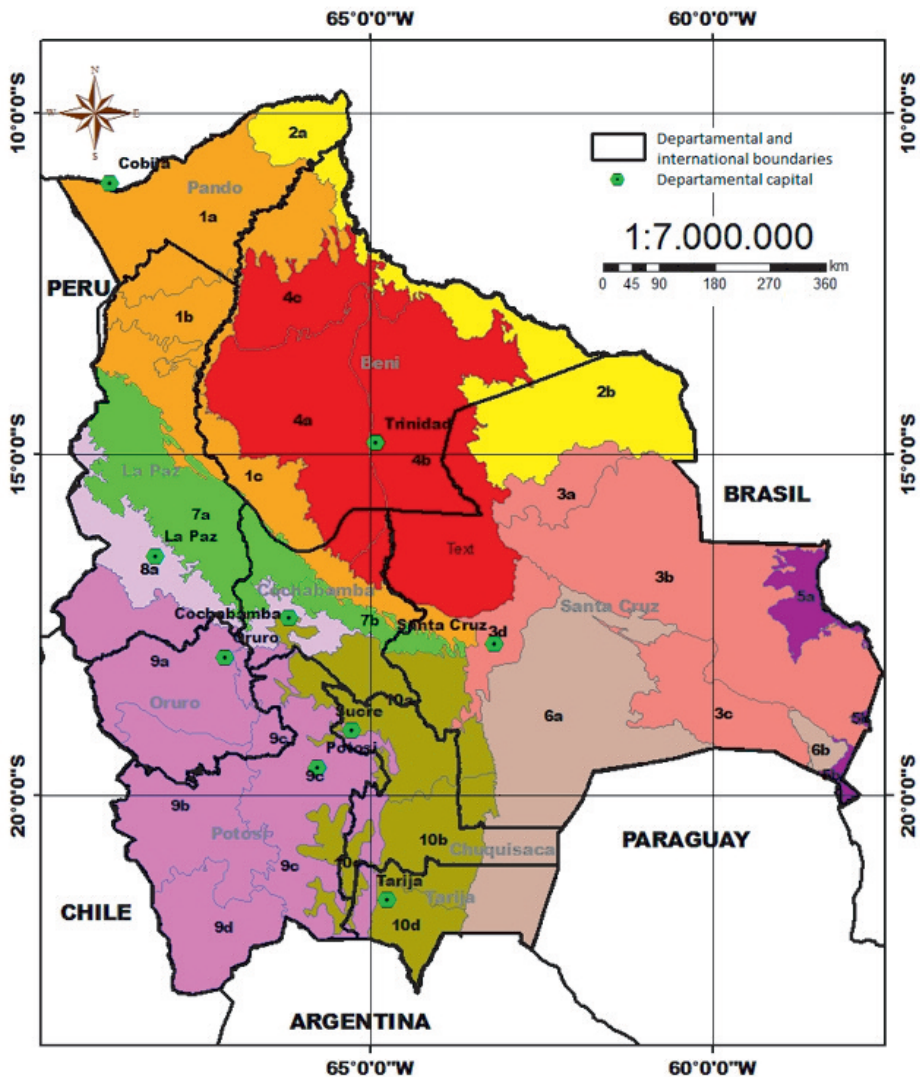 65°0'0"W 60°0'0"W
10°0'0"S
15°0'0"S
20°0'0"S
N
W E
S
Departamental and
international boundaries
Departamental capital
1:7.000.000
0 45 90 180 270 360 km
2a
Cobija
Pando
1a
PERU
1b
4c
Beni
2b
4a
Trinidad
4b
La Paz
1c
3a
BRASIL
7a
La Paz
Text
8a
3b
5a
Cochabamba
Cochabamba
7b
Santa Cruz
Santa Cruz
3d
Oruro
9a
Oruro
10a
Sucre
6a
3c
9c
Potosi
6b
9c
9b
Potosi
10b
PARAGUAY
Chuquisaca
9c
Tarija
Tarija
CHILE
9d
10d
ARGENTINA
10°0'0"S
15°0'0"S
20°0'0"S
65°0'0"W 60°0'0"W